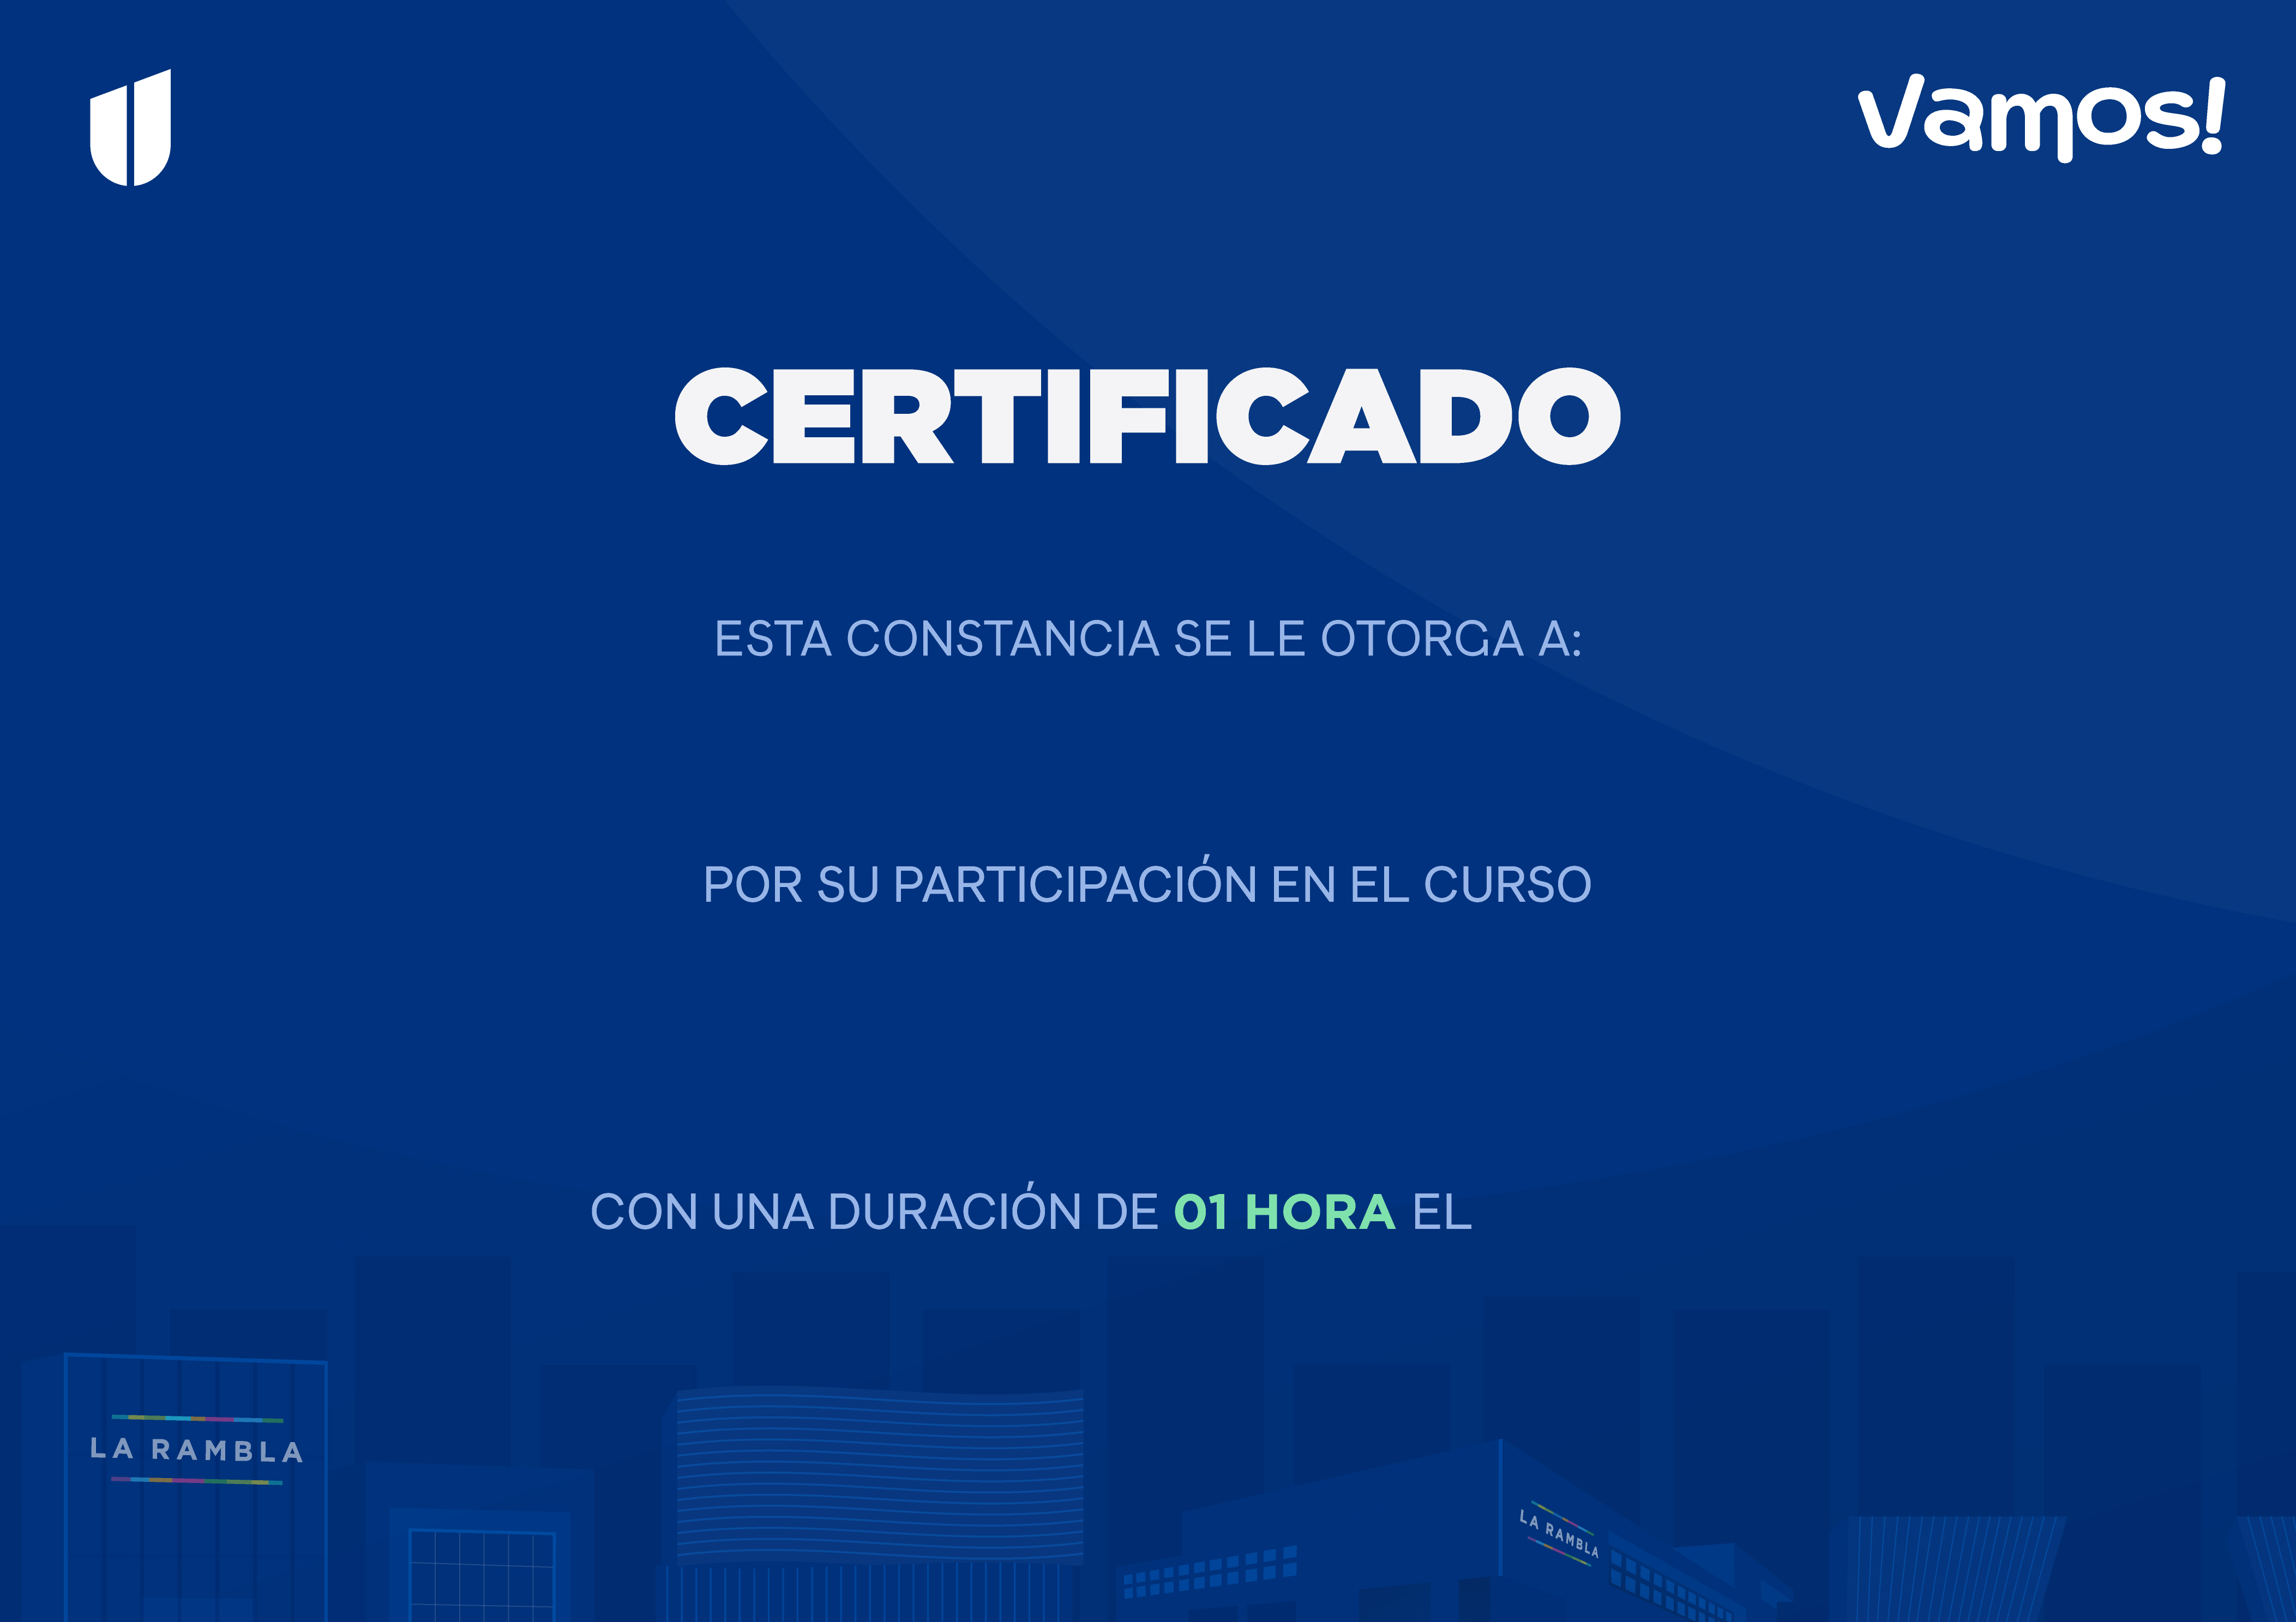 Vamos!
CERTIFICADO
ESTA CONSTANCIA SE LE OTORGA A:
POR SU PARTICIPACIÓN EN EL CURSO
CON UNA DURACIÓN DE 01 HORA EL
LA RAMBLA
LA RAMBLA